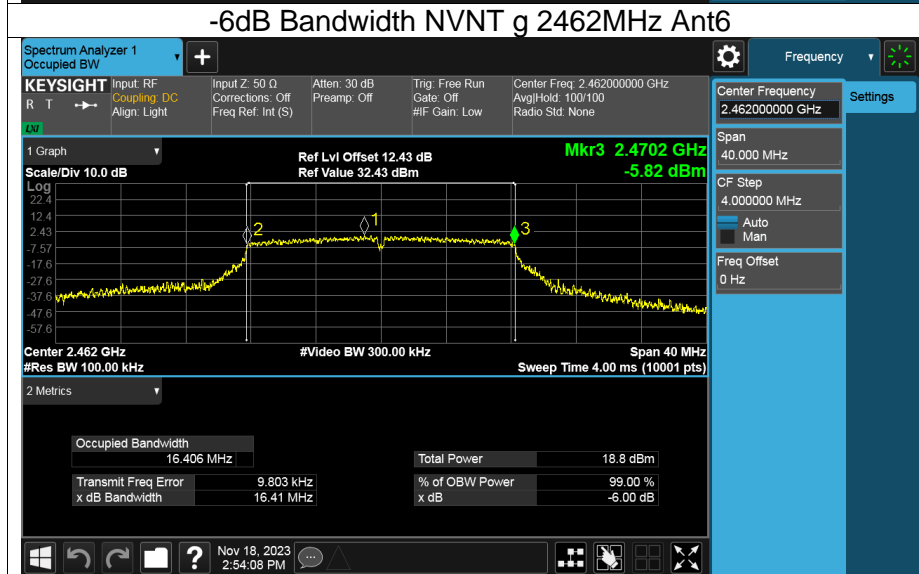 -6dB Bandwidth NVNT g 2462MHz Ant6
Spectrum Analyzer 1
Occupied BW
+
Frequency
KEYSIGHT
R T
LXI
Input: RF
Coupling: DC
Align: Light
Input Z: 50 Ω
Corrections: Off
Freq Ref: Int (S)
Atten: 30 dB
Preamp: Off
Trig: Free Run
Gate: Off
#IF Gain: Low
Center Freq: 2.462000000 GHz
Avg|Hold: 100/100
Radio Std: None
Center Frequency
2.462000000 GHz
Settings
Span
40.000 MHz
CF Step
4.000000 MHz
Auto
Man
Freq Offset
0 Hz
1 Graph
Ref Lvl Offset 12.43 dB
Mkr3 2.4702 GHz
Scale/Div 10.0 dB
Ref Value 32.43 dBm
-5.82 dBm
Log
22.4
12.4
2.43
-7.57
-17.6
-27.6
-37.6
-47.6
-57.6
2
1
3
Center 2.462 GHz
#Video BW 300.00 kHz
Span 40 MHz
#Res BW 100.00 kHz
Sweep Time 4.00 ms (10001 pts)
2 Metrics
Occupied Bandwidth
16.406 MHz
Total Power 18.8 dBm
Transmit Freq Error 9.803 kHz
% of OBW Power 99.00 %
x dB Bandwidth 16.41 MHz
x dB -6.00 dB
?
Nov 18, 2023
2:54:08 PM